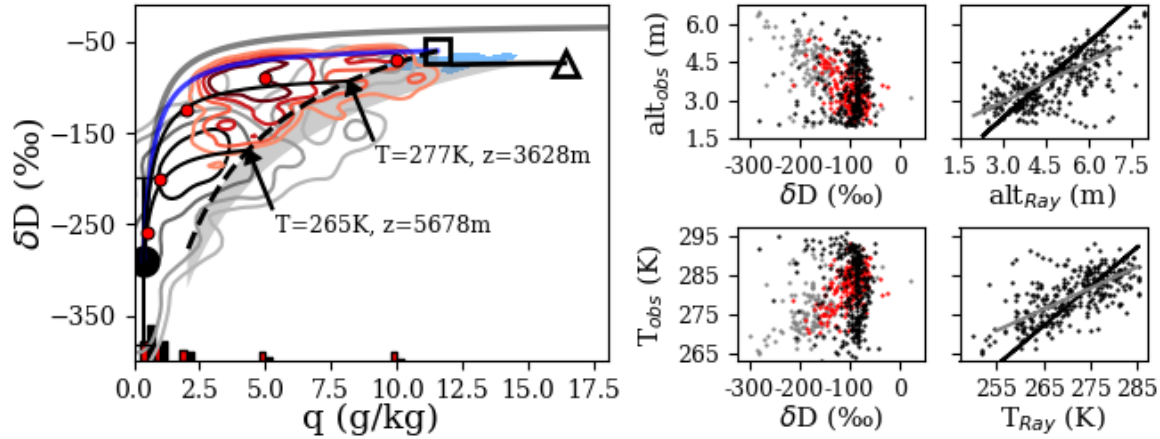 −50
−150
−250
−350
δD (‰)
T=277K, z=3628m
T=265K, z=5678m
0.0 2.5 5.0 7.5 10.0 12.5 15.0 17.5
q (g/kg)
6.0
4.5
3.0
1.5
alt_obs (m)
-300 -200 -100 0
δD (‰)
1.5 3.0 4.5 6.0 7.5
alt_Ray (m)
295
285
275
265
T_obs (K)
-300 -200 -100 0
δD (‰)
255 265 275 285
T_Ray (K)